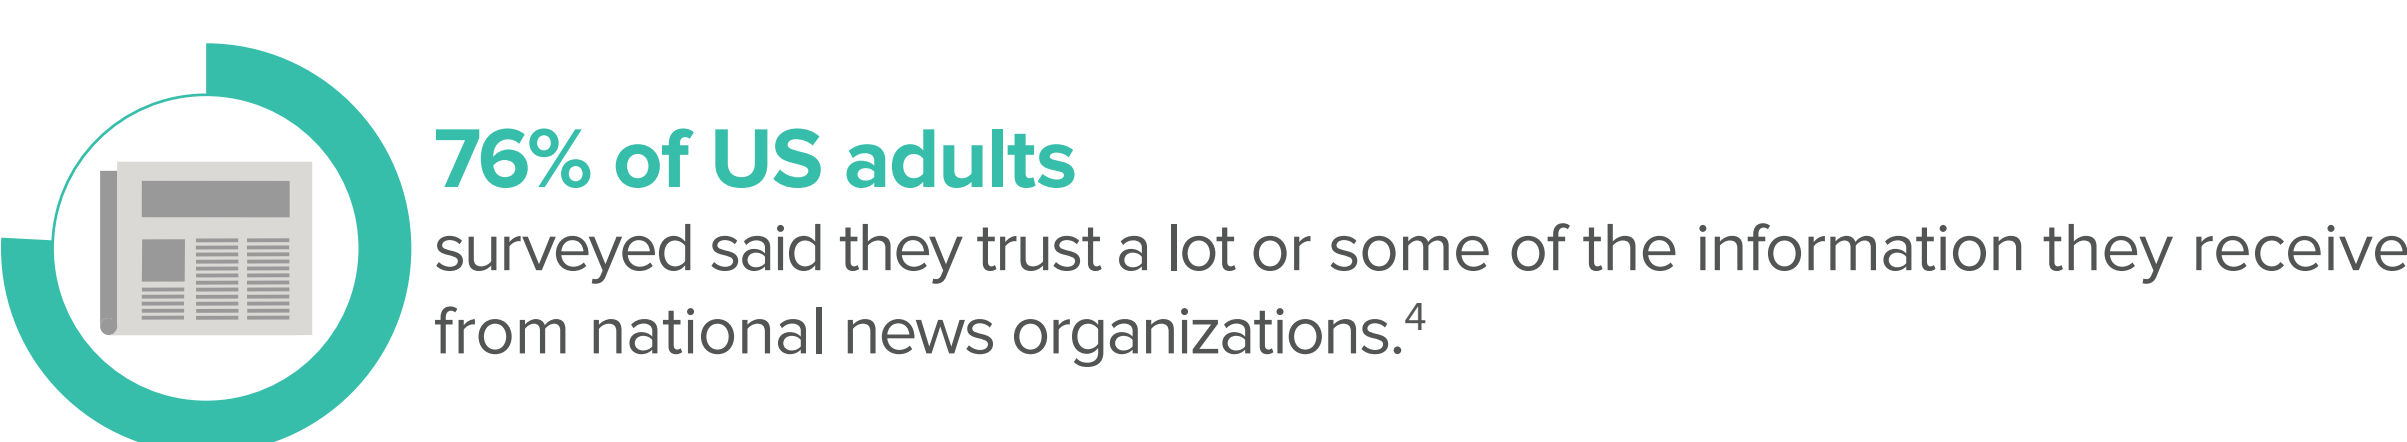 76% of US adults
surveyed said they trust a lot or some of the information they receive
from national news organizations.⁴